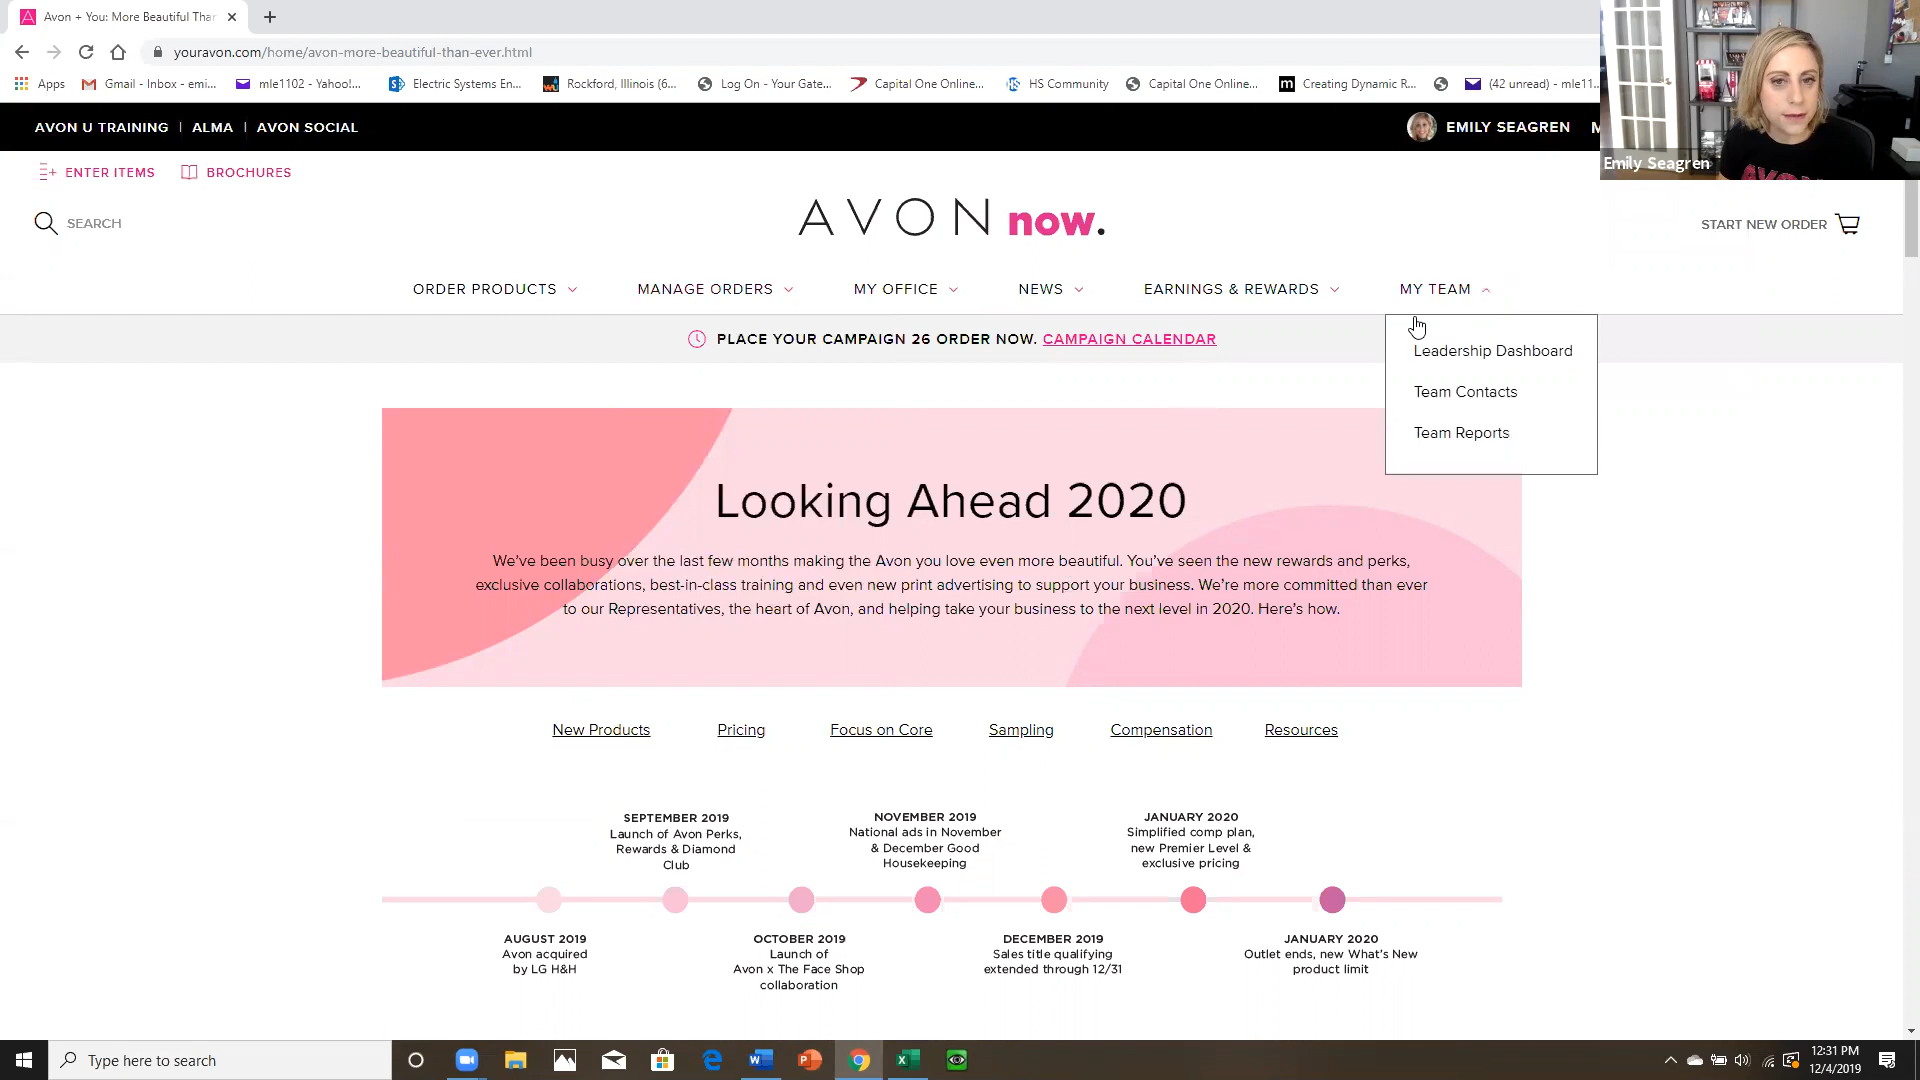 Avon + You: More Beautiful Than
youravon.com/home/avon-more-beautiful-than-ever.html
Apps
Gmail - Inbox - emi...
mle1102 - Yahoo!...
Electric Systems En...
Rockford, Illinois (6...
Log On - Your Gate...
Capital One Online...
HS Community
Capital One Online...
Creating Dynamic R...
(42 unread) - mle11...
AVON U TRAINING | ALMA | AVON SOCIAL
EMILY SEAGREN
Emily Seagren
ENTER ITEMS
BROCHURES
SEARCH
AVON now.
START NEW ORDER
ORDER PRODUCTS
MANAGE ORDERS
MY OFFICE
NEWS
EARNINGS & REWARDS
MY TEAM
PLACE YOUR CAMPAIGN 26 ORDER NOW. CAMPAIGN CALENDAR
Leadership Dashboard
Team Contacts
Team Reports
Looking Ahead 2020
We’ve been busy over the last few months making the Avon you love even more beautiful. You’ve seen the new rewards and perks,
exclusive collaborations, best-in-class training and even new print advertising to support your business. We’re more committed than ever
to our Representatives, the heart of Avon, and helping take your business to the next level in 2020. Here’s how.
New Products
Pricing
Focus on Core
Sampling
Compensation
Resources
SEPTEMBER 2019
Launch of Avon Perks,
Rewards & Diamond
Club
NOVEMBER 2019
National ads in November
& December Good
Housekeeping
JANUARY 2020
Simplified comp plan,
new Premier Level &
exclusive pricing
AUGUST 2019
Avon acquired
by LG H&H
OCTOBER 2019
Launch of
Avon x The Face Shop
collaboration
DECEMBER 2019
Sales title qualifying
extended through 12/31
JANUARY 2020
Outlet ends, new What’s New
product limit
Type here to search
12:31 PM
12/4/2019